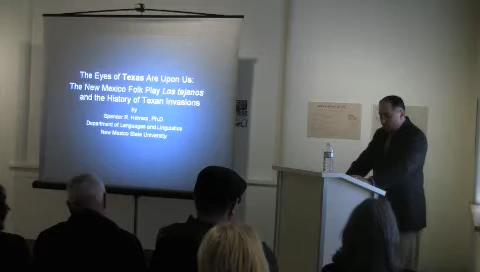 The Eyes of Texas Are Upon Us:
The New Mexico Folk Play Los tejanos
and the History of Texan Invasions
by
Spencer R. Herrera, Ph.D.
Department of Languages and Linguistics
New Mexico State University